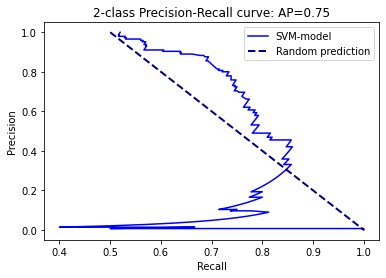 2-class Precision-Recall curve: AP=0.75
SVM-model
Random prediction
Precision
1.0
0.8
0.6
0.4
0.2
0.0
0.4 0.5 0.6 0.7 0.8 0.9 1.0
Recall